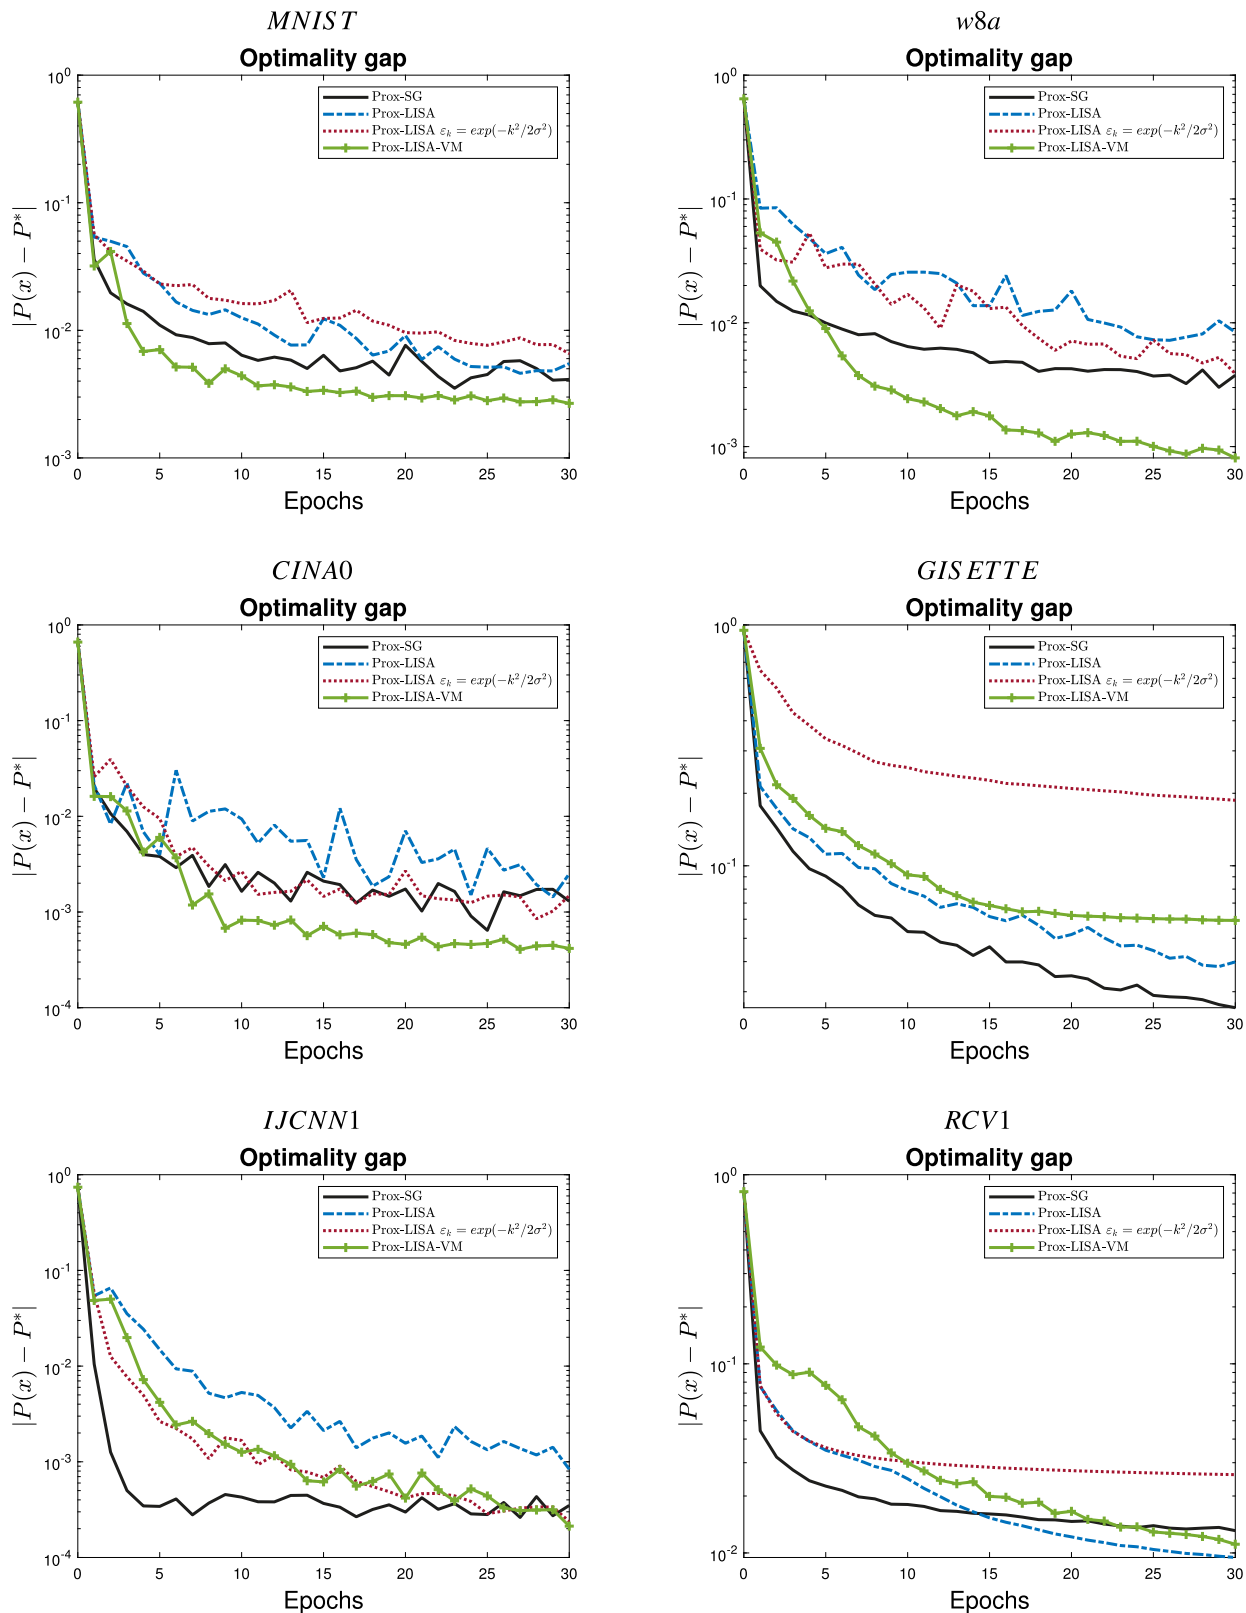 MNIST
Optimality gap
10^0
10^-1
10^-2
10^-3
|P(x) − P*|
Prox-SG
Prox-LISA
Prox-LISA ε_k = exp(−k^2/2σ^2)
Prox-LISA-VM
0 5 10 15 20 25 30
Epochs
w8a
Optimality gap
10^0
10^-1
10^-2
10^-3
|P(x) − P*|
Prox-SG
Prox-LISA
Prox-LISA ε_k = exp(−k^2/2σ^2)
Prox-LISA-VM
0 5 10 15 20 25 30
Epochs
CINA0
Optimality gap
10^0
10^-1
10^-2
10^-3
10^-4
|P(x) − P*|
Prox-SG
Prox-LISA
Prox-LISA ε_k = exp(−k^2/2σ^2)
Prox-LISA-VM
0 5 10 15 20 25 30
Epochs
GISETTE
Optimality gap
10^0
10^-1
|P(x) − P*|
Prox-SG
Prox-LISA
Prox-LISA ε_k = exp(−k^2/2σ^2)
Prox-LISA-VM
0 5 10 15 20 25 30
Epochs
IJCNN1
Optimality gap
10^0
10^-1
10^-2
10^-3
10^-4
|P(x) − P*|
Prox-SG
Prox-LISA
Prox-LISA ε_k = exp(−k^2/2σ^2)
Prox-LISA-VM
0 5 10 15 20 25 30
Epochs
RCV1
Optimality gap
10^0
10^-1
10^-2
|P(x) − P*|
Prox-SG
Prox-LISA
Prox-LISA ε_k = exp(−k^2/2σ^2)
Prox-LISA-VM
0 5 10 15 20 25 30
Epochs